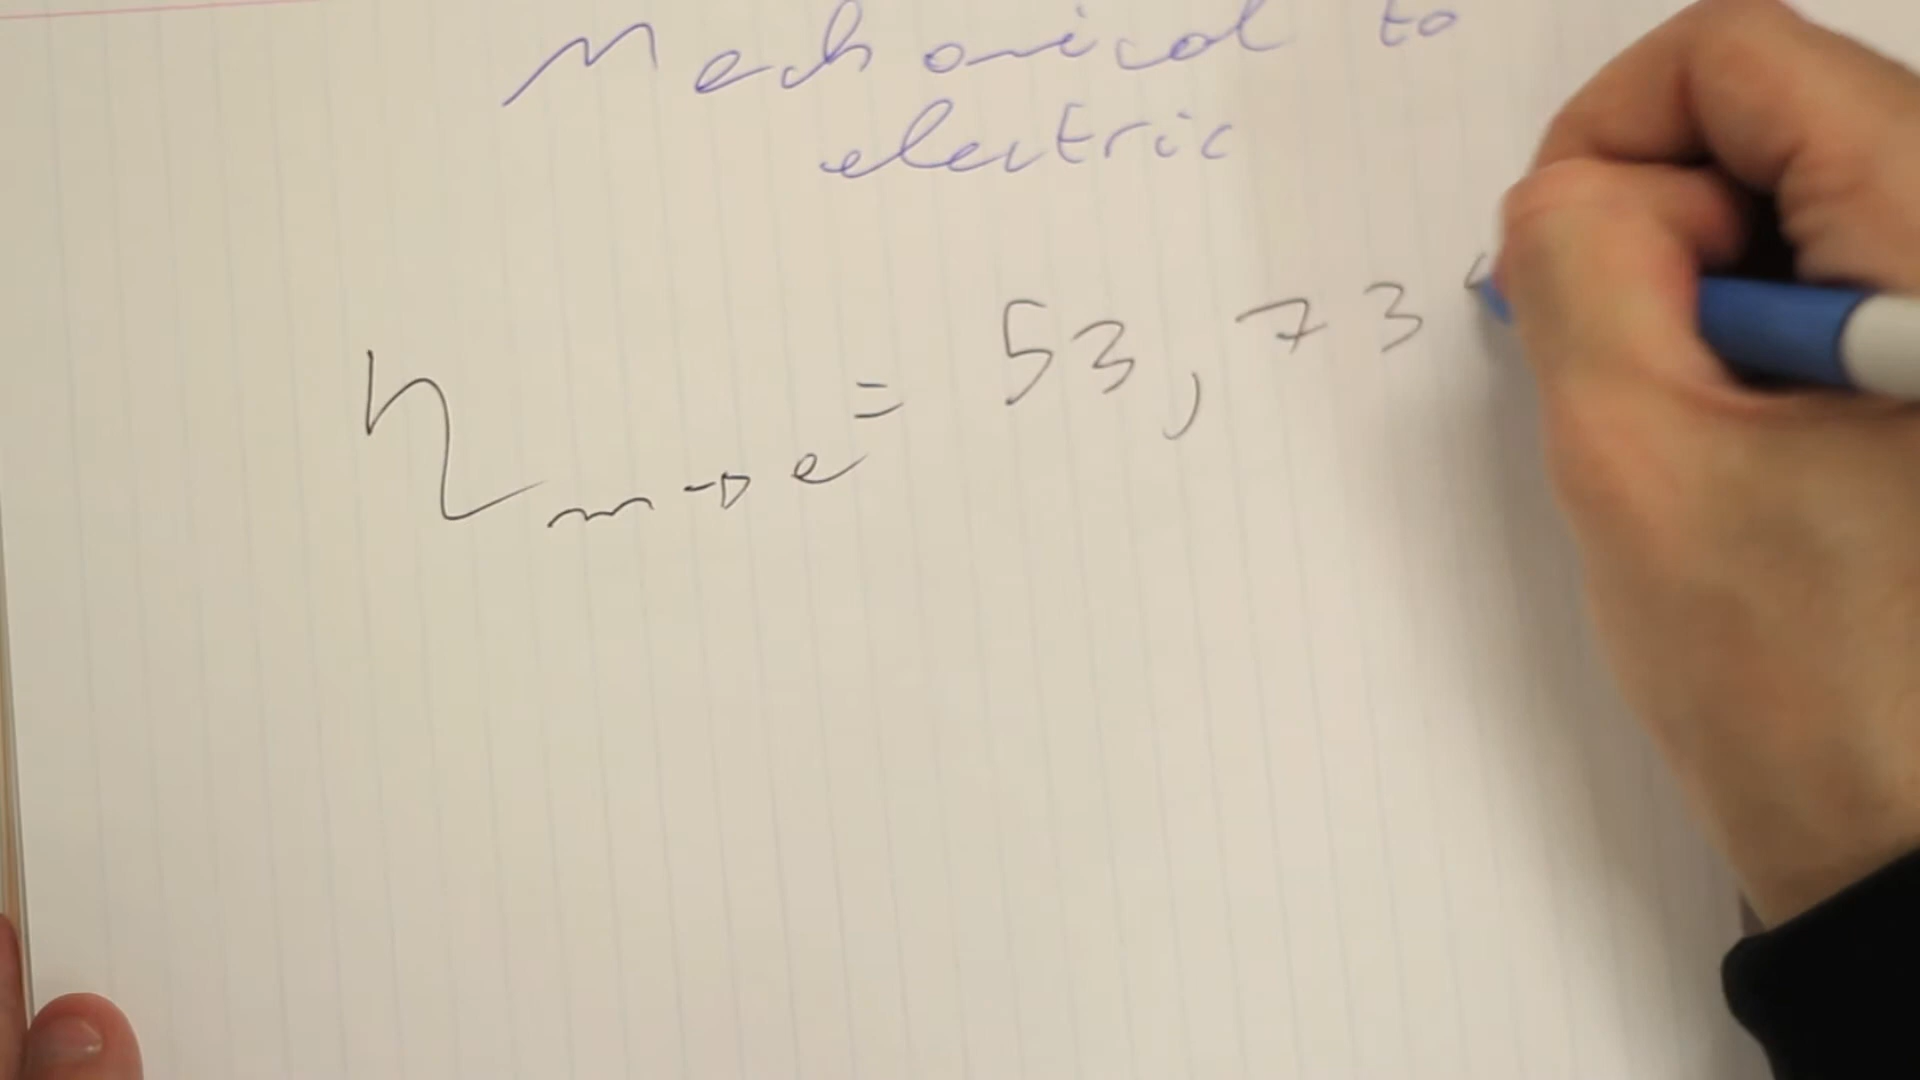 Mechanical to
electric
η m→e = 53,73